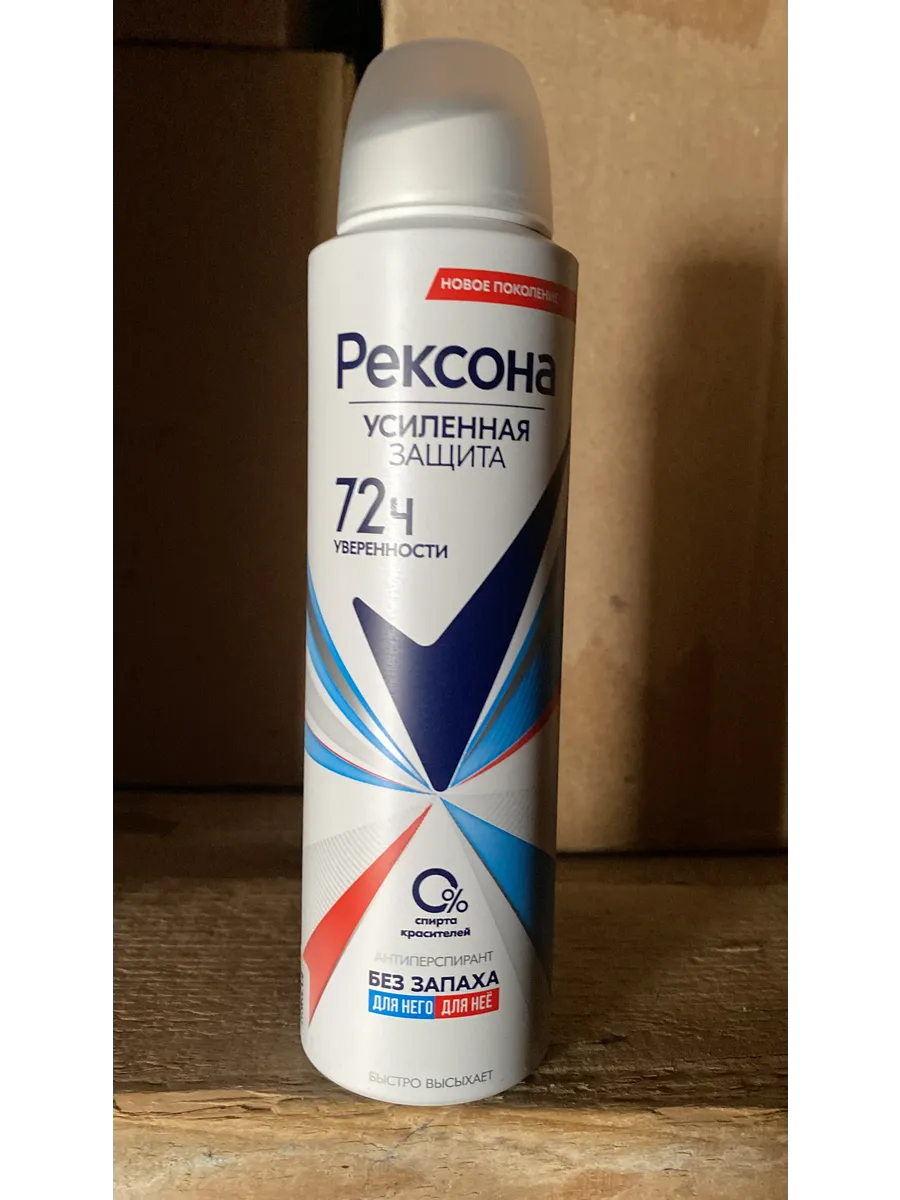 НОВОЕ ПОКОЛЕНИЕ
Рексона
УСИЛЕННАЯ
ЗАЩИТА
72ч
УВЕРЕННОСТИ
0%
спирта
красителей
АНТИПЕРСПИРАНТ
БЕЗ ЗАПАХА
ДЛЯ НЕГО ДЛЯ НЕЁ
БЫСТРО ВЫСЫХАЕТ